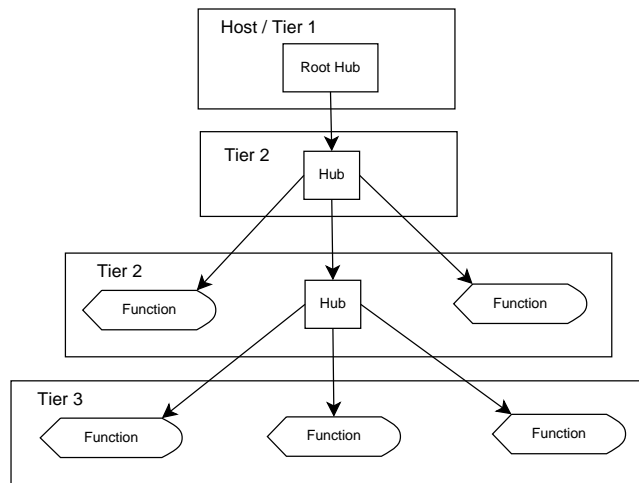 Host / Tier 1
Root Hub
Tier 2
Hub
Tier 2
Function
Hub
Function
Tier 3
Function
Function
Function